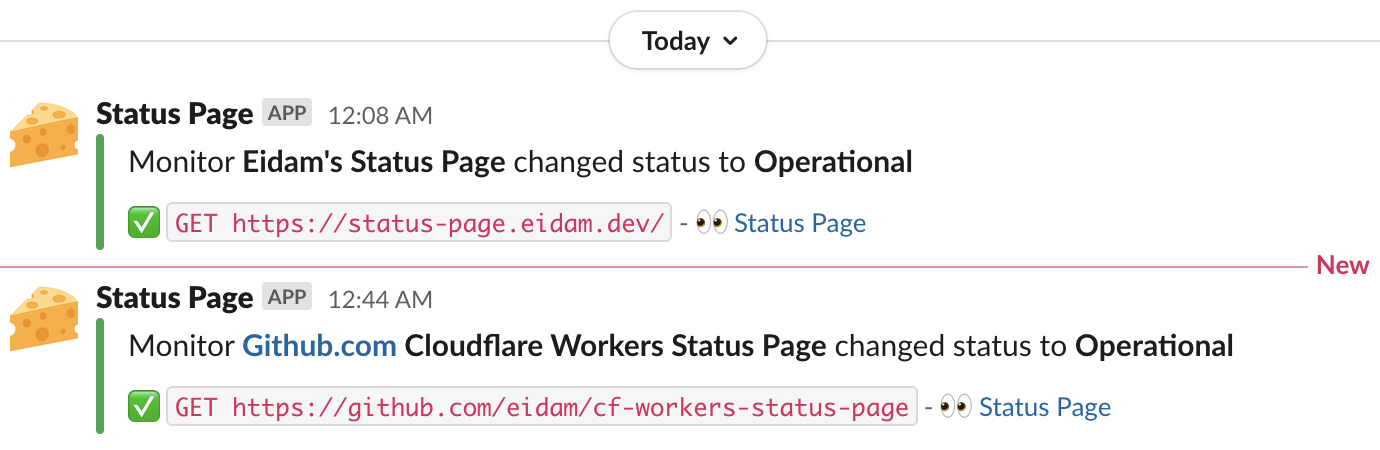 Today
Status Page APP 12:08 AM
Monitor Eidam's Status Page changed status to Operational
✅ GET https://status-page.eidam.dev/ - 👀 Status Page
New
Status Page APP 12:44 AM
Monitor Github.com Cloudflare Workers Status Page changed status to Operational
✅ GET https://github.com/eidam/cf-workers-status-page - 👀 Status Page